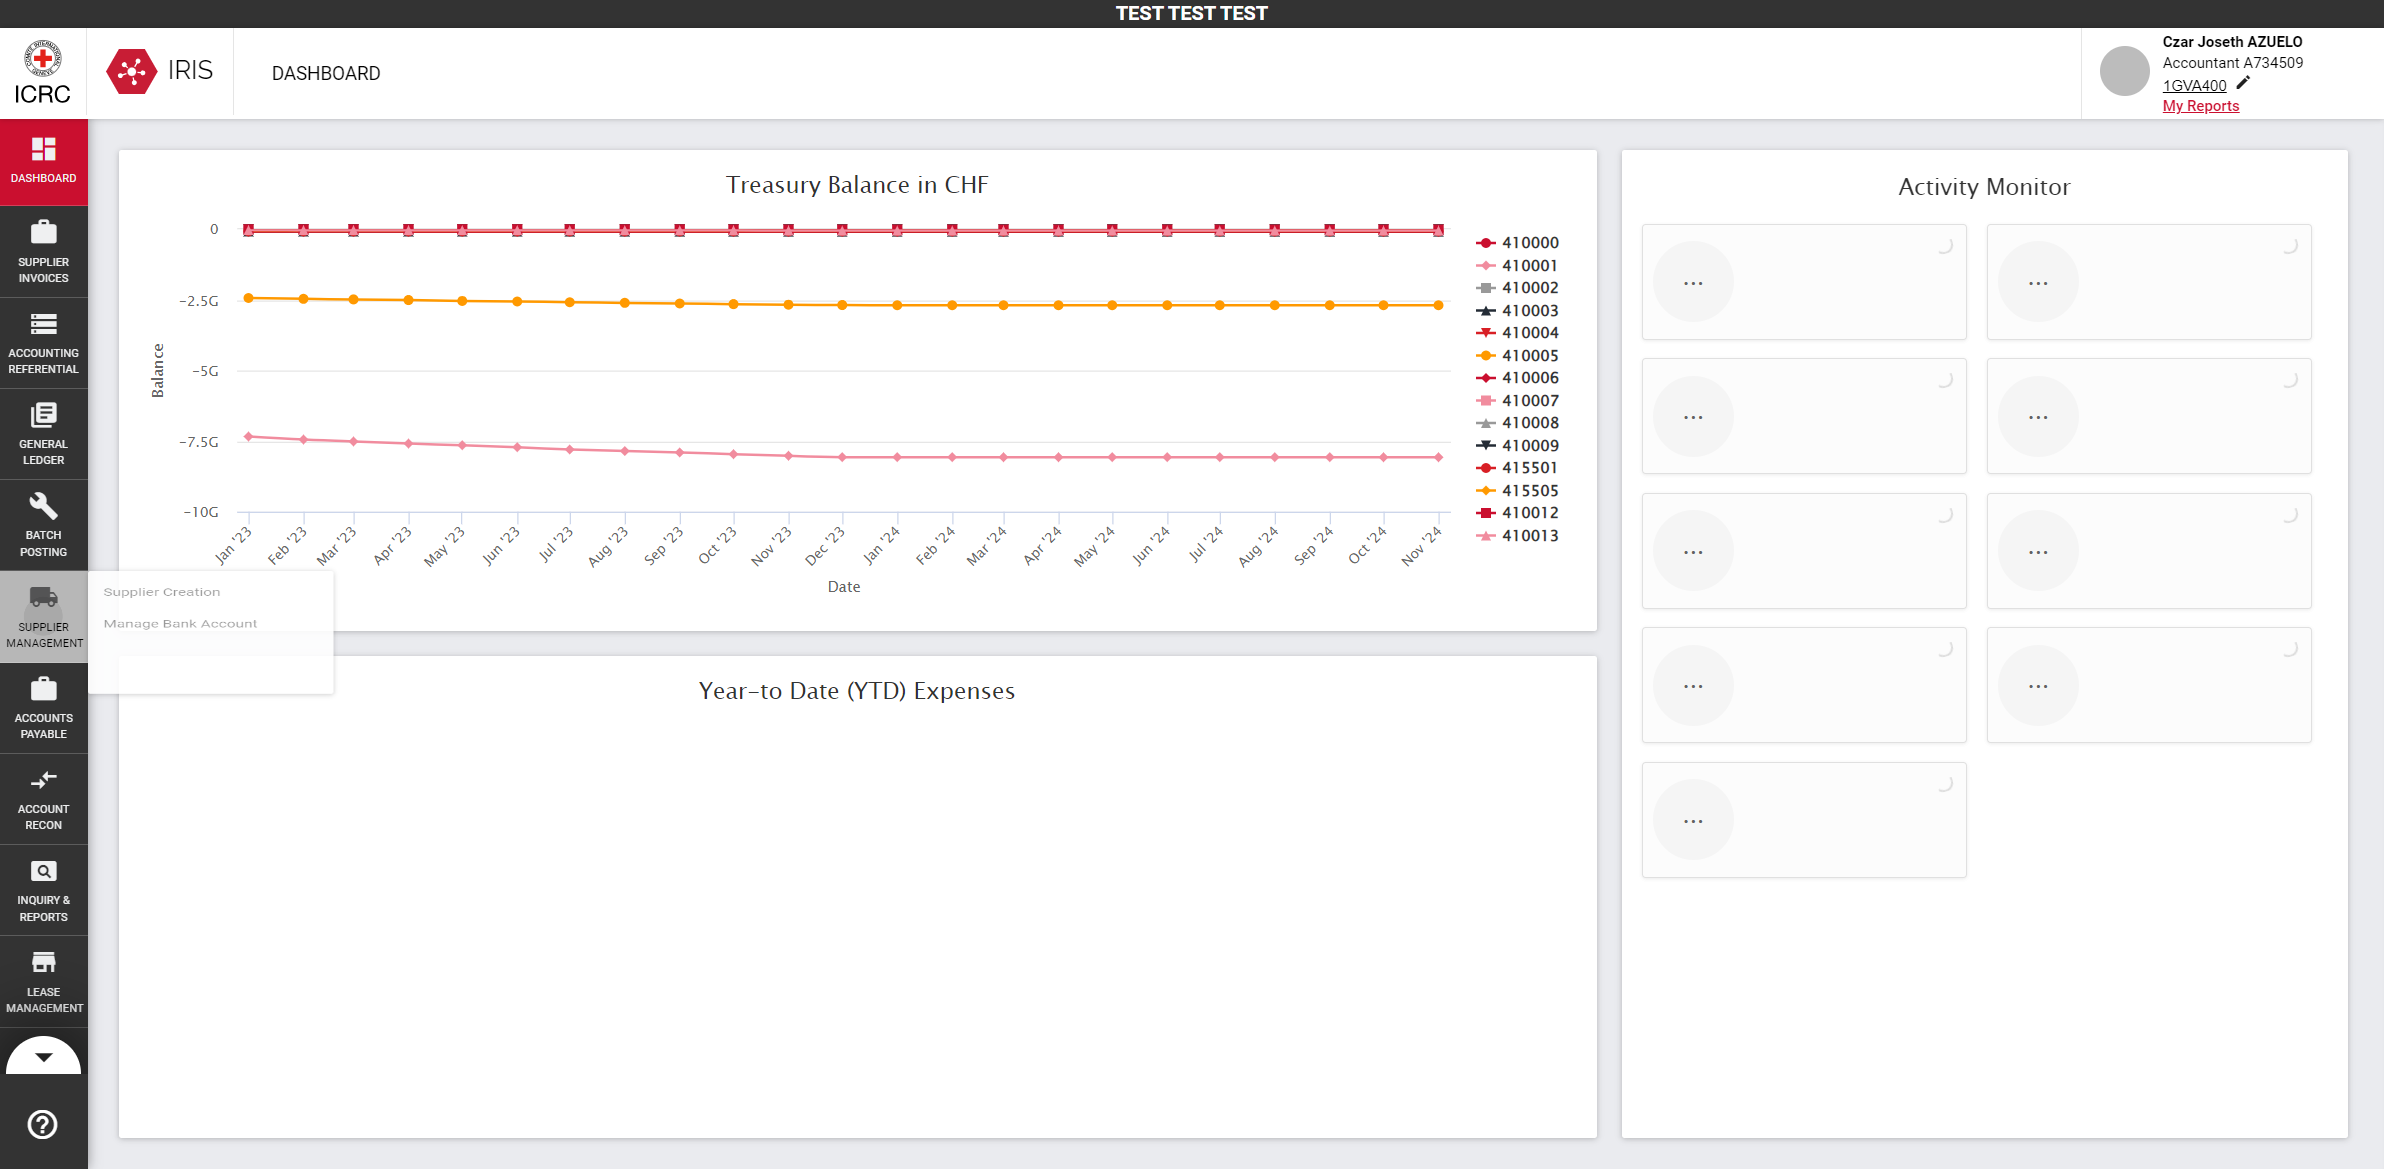 TEST TEST TEST
ICRC
IRIS
DASHBOARD
Czar Joseth AZUELO
Accountant A734509
1GVA400
My Reports
DASHBOARD
SUPPLIER
INVOICES
ACCOUNTING
REFERENTIAL
GENERAL
LEDGER
BATCH
POSTING
SUPPLIER
MANAGEMENT
Supplier Creation
Manage Bank Account
ACCOUNTS
PAYABLE
ACCOUNT
RECON
INQUIRY &
REPORTS
LEASE
MANAGEMENT
Treasury Balance in CHF
Balance
0
-2.5G
-5G
-7.5G
-10G
Jan '23
Feb '23
Mar '23
Apr '23
May '23
Jun '23
Jul '23
Aug '23
Sep '23
Oct '23
Nov '23
Dec '23
Jan '24
Feb '24
Mar '24
Apr '24
May '24
Jun '24
Jul '24
Aug '24
Sep '24
Oct '24
Nov '24
Date
410000
410001
410002
410003
410004
410005
410006
410007
410008
410009
415501
415505
410012
410013
Year-to Date (YTD) Expenses
Activity Monitor
...
...
...
...
...
...
...
...
...